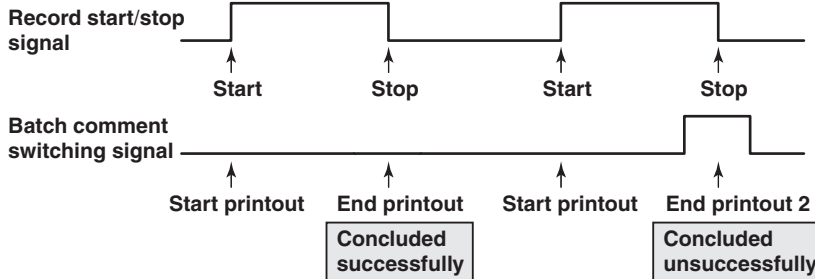 Record start/stop
signal
Start Stop Start Stop
Batch comment
switching signal
Start printout End printout Start printout End printout 2
Concluded
successfully
Concluded
unsuccessfully